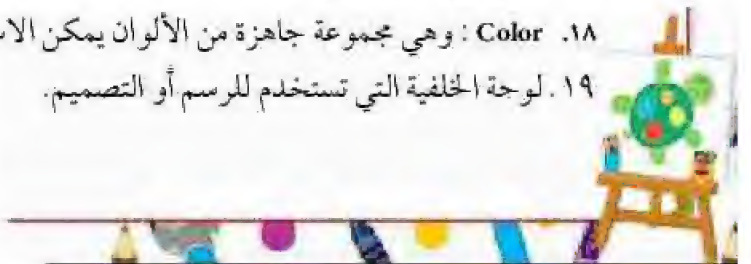 ١٨. Color : وهي مجموعة جاهزة من الألوان يمكن
١٩. لوحة الخلفية التي تستخدم للرسم أو التصميم.